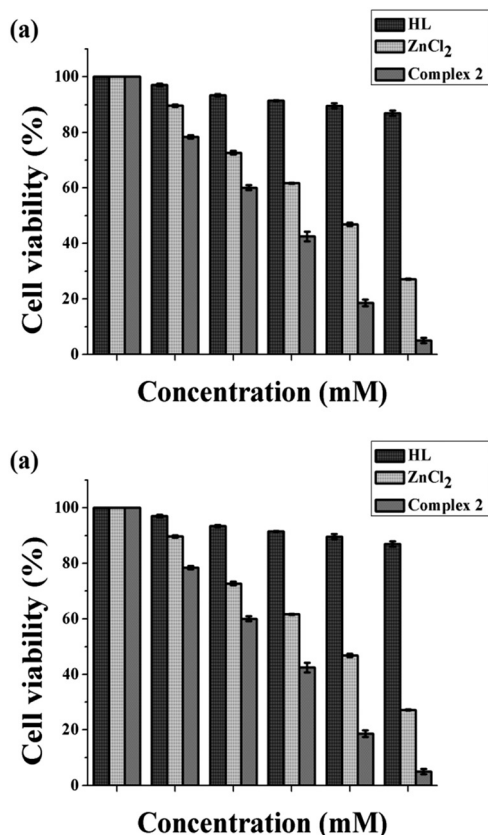 (a)
HL
ZnCl2
Complex 2
100
80
60
40
20
0
Cell viability (%)
Concentration (mM)
(a)
HL
ZnCl2
Complex 2
100
80
60
40
20
0
Cell viability (%)
Concentration (mM)